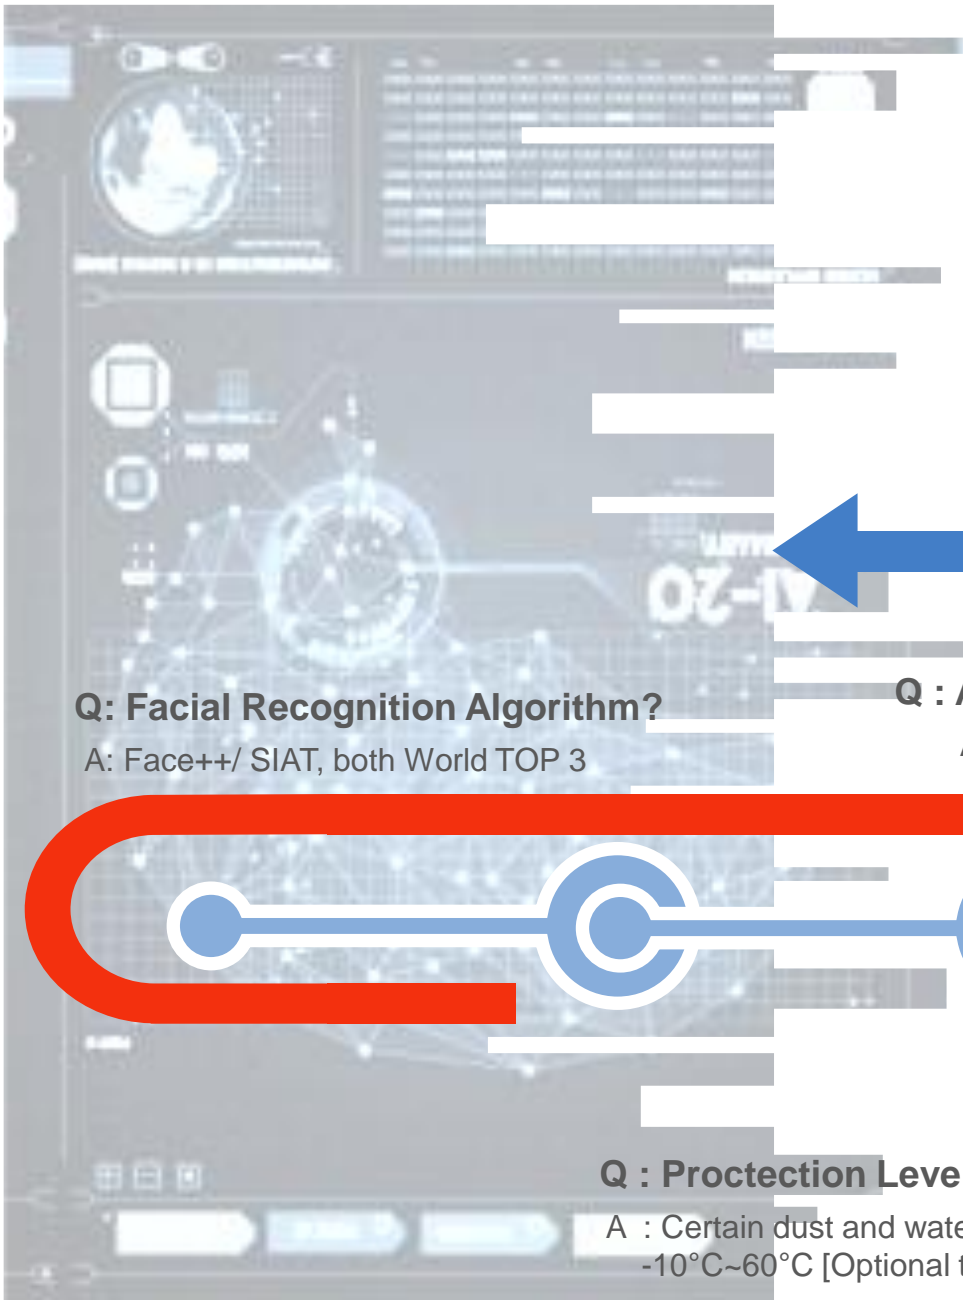 Q: Facial Recognition Algorithm?
A: Face++/ SIAT, both World TOP 3
Q :
Q : Proctection Leve
A : Certain dust and wate
-10°C~60°C [Optional t